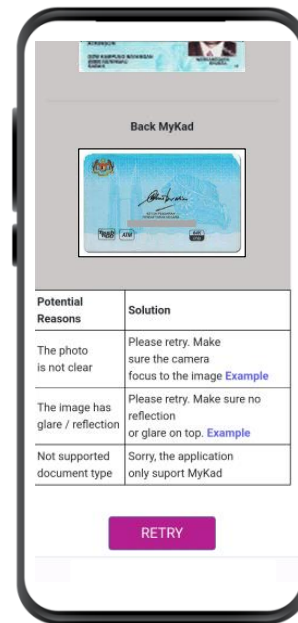 ATKINSON
Back MyKad
ATM
Potential
Reasons
Solution
The photo
is not clear
Please retry. Make
sure the camera
focus to the image Example
The image has
glare / reflection
Please retry. Make sure no
reflection
or glare on top. Example
Not supported
document type
Sorry, the application
only suport MyKad
RETRY